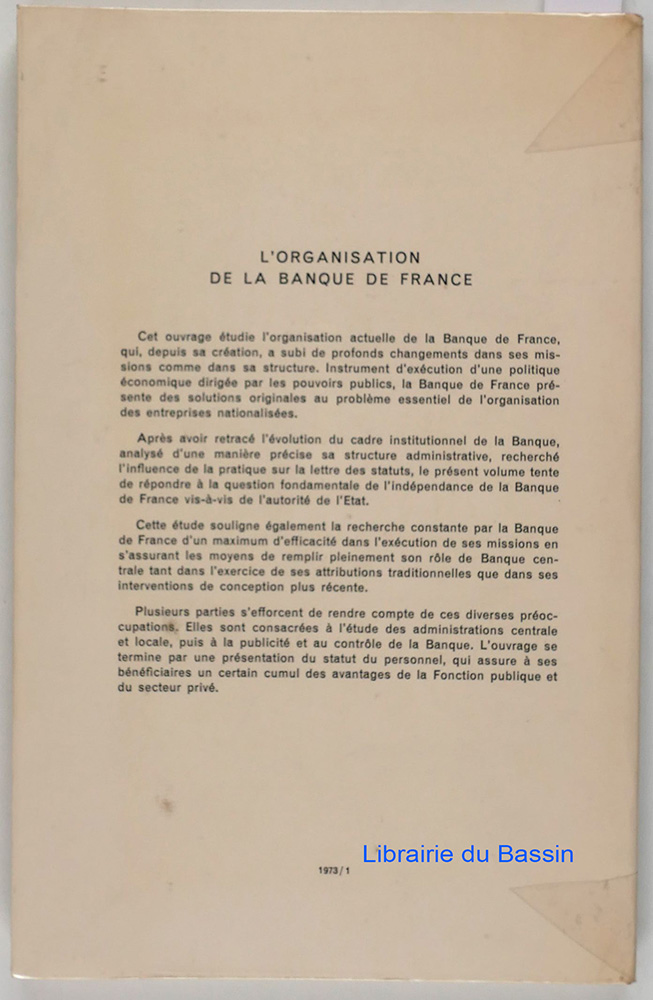 L'ORGANISATION
DE LA BANQUE DE FRANCE
Cet ouvrage étudie l'organisation actuelle de la Banque de France,
qui, depuis sa création, a subi de profonds changements dans ses mis-
sions comme dans sa structure. Instrument d'exécution d'une politique
économique dirigée par les pouvoirs publics, la Banque de France pré-
sente des solutions originales au problème essentiel de l'organisation
des entreprises nationalisées.
Après avoir retracé l'évolution du cadre institutionnel de la Banque,
analysé d'une manière précise sa structure administrative, recherché
l'influence de la pratique sur la lettre des statuts, le présent volume tente
de répondre à la question fondamentale de l'indépendance de la Banque
de France vis-à-vis de l'autorité de l'Etat.
Cette étude souligne également la recherche constante par la Banque
de France d'un maximum d'efficacité dans l'exécution de ses missions en
s'assurant les moyens de remplir pleinement son rôle de Banque cen-
trale tant dans l'exercice de ses attributions traditionnelles que dans ses
interventions de conception plus récente.
Plusieurs parties s'efforcent de rendre compte de ces diverses préoc-
cupations. Elles sont consacrées à l'étude des administrations centrale
et locale, puis à la publicité et au contrôle de la Banque. L'ouvrage se
termine par une présentation du statut du personnel, qui assure à ses
bénéficiaires un certain cumul des avantages de la Fonction publique et
du secteur privé.
Librairie du Bassin
1973/1